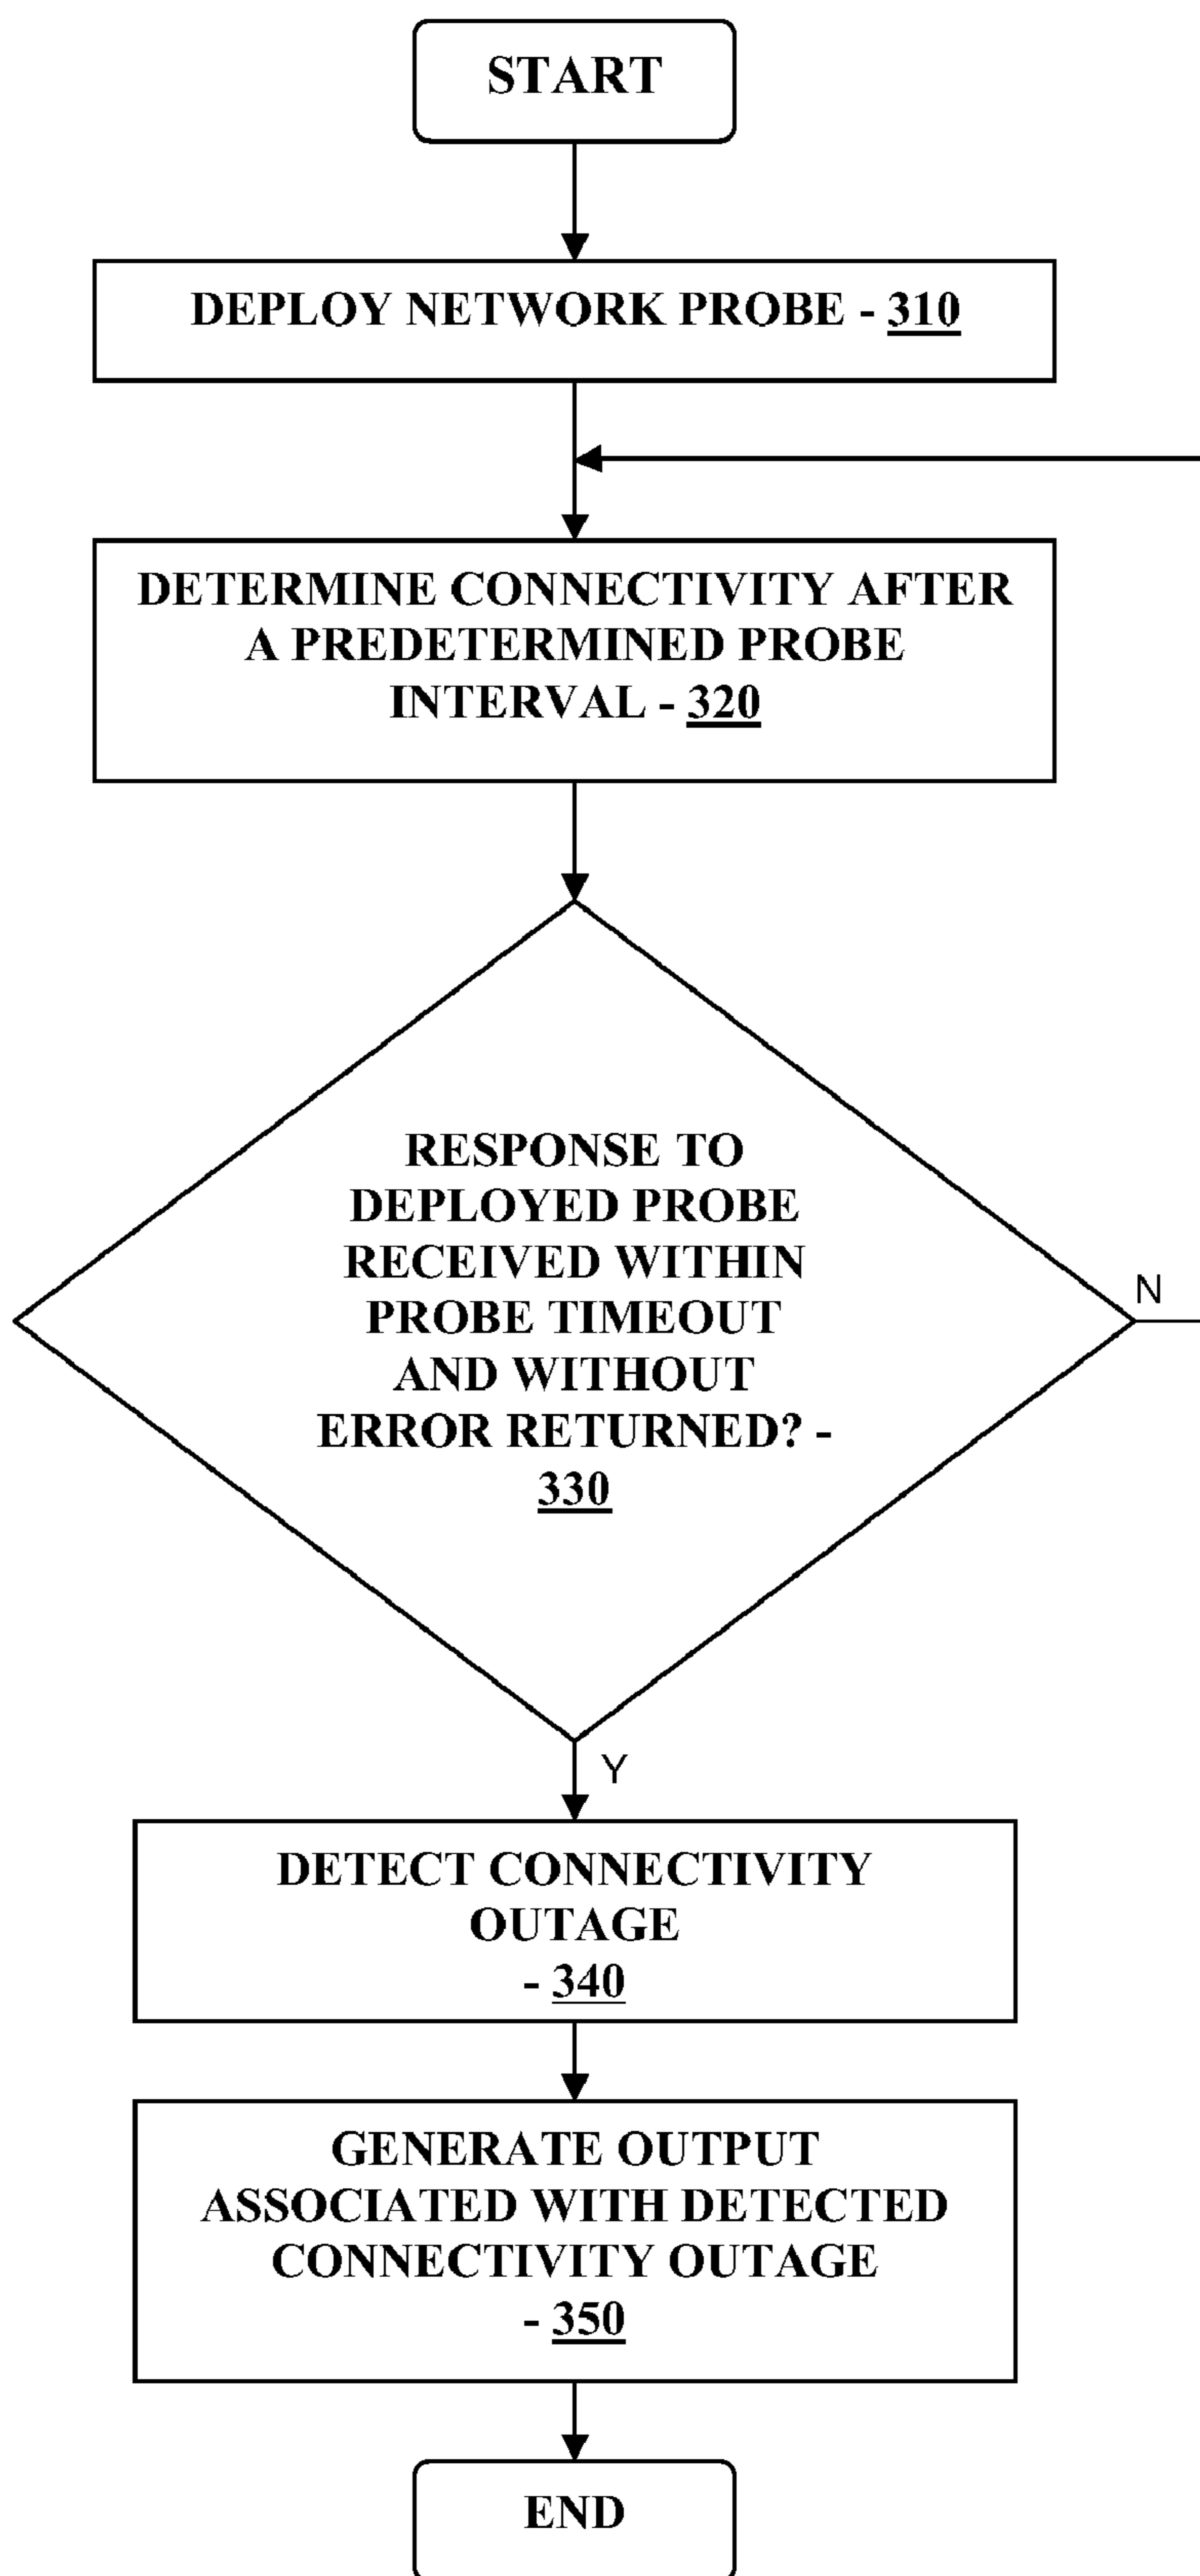 START
DEPLOY NETWORK PROBE - 310
DETERMINE CONNECTIVITY AFTER
A PREDETERMINED PROBE
INTERVAL - 320
RESPONSE TO
DEPLOYED PROBE
RECEIVED WITHIN
PROBE TIMEOUT
AND WITHOUT
ERROR RETURNED? -
330
N
Y
DETECT CONNECTIVITY
OUTAGE
- 340
GENERATE OUTPUT
ASSOCIATED WITH DETECTED
CONNECTIVITY OUTAGE
- 350
END